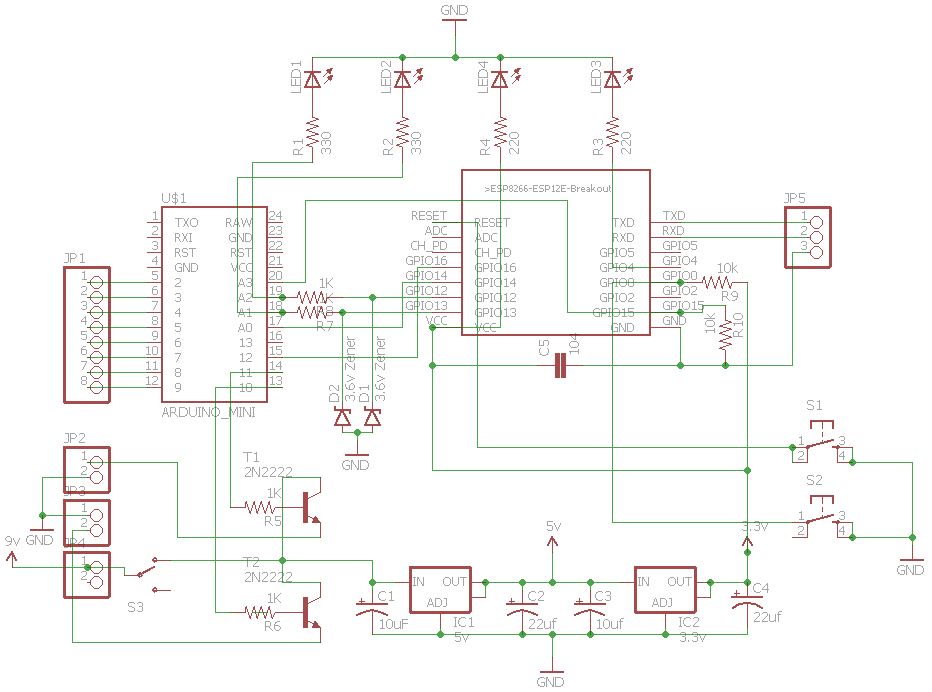 GND
LED1
LED2
LED4
LED3
R1
330
R2
330
R4
220
R3
220
>ESP8266-ESP12E-Breakout
U$1
1 TXO RAW 24
2 RXI GND 23
3 RST RST 22
4 GND VCC 21
5 2 A3 20
6 3 A2 19
7 4 A1 18
8 5 A0 17
9 6 13 16
10 7 12 15
11 8 11 14
12 9 10 13
ARDUINO_MINI
JP1
1
2
3
4
5
6
7
8
RESET RESET TXD TXD
ADC ADC RXD RXD
CH_PD CH_PD GPIO5 GPIO5
GPIO16 GPIO16 GPIO4 GPIO4
GPIO14 GPIO14 GPIO0 GPIO0
GPIO12 GPIO12 GPIO2
GPIO13 GPIO13 GPIO15 GPIO15
VCC VCC GND GND
JP5
1
2
3
10k
R9
10K
R10
1K
R8
1K
R7
C5
104
D2
3.6v Zener
D1
3.6v Zener
GND
S1
1 3
2 4
S2
1 3
2 4
GND
JP2
1
2
JP3
1
2
GND
JP4
1
2
9v
S3
T1
2N2222
1K
R5
T2
2N2222
1K
R6
5v
3.3v
C1
10uF
IN OUT
ADJ
IC1
5v
C2
22uf
C3
10uf
IN OUT
ADJ
IC2
3.3v
C4
22uf
GND